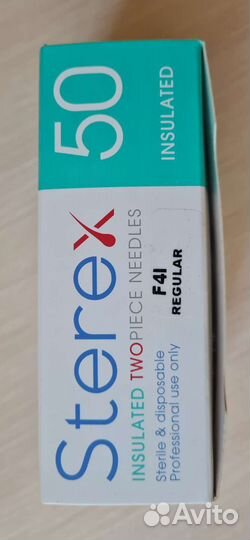 Sterex
INSULATED TWOPIECE NEEDLES
Sterile & disposable
Professional use only
F4I
REGULAR
50
INSULATED
Avito